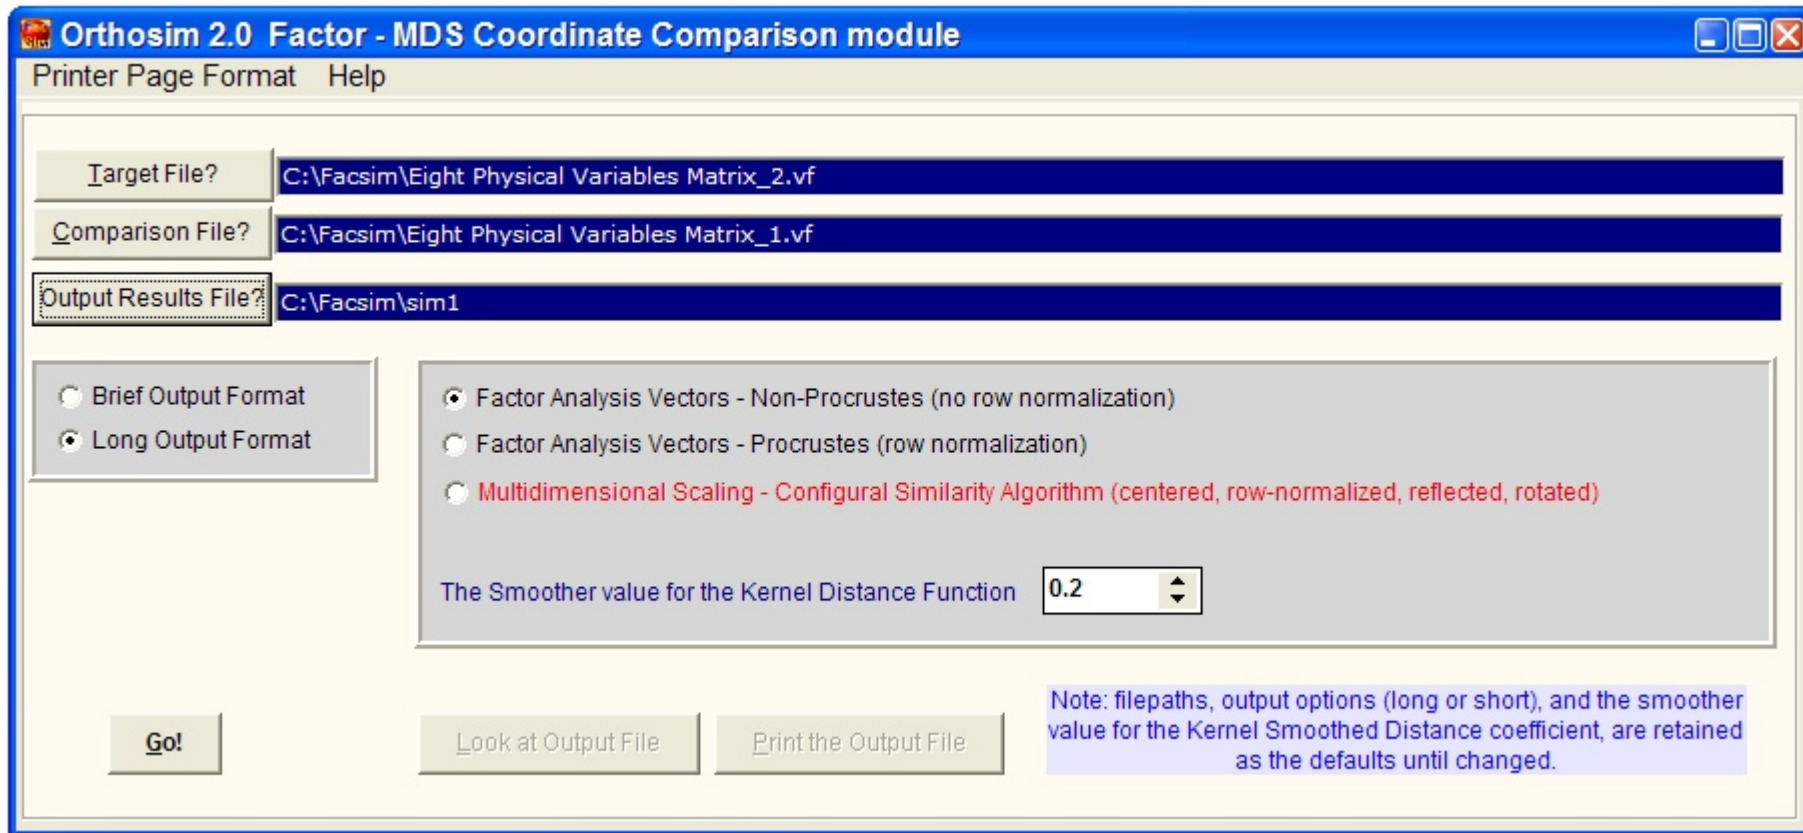 Orthosim 2.0 Factor - MDS Coordinate Comparison module
Printer Page Format Help
Target File? C:\Facsim\Eight Physical Variables Matrix_2.vf
Comparison File? C:\Facsim\Eight Physical Variables Matrix_1.vf
Output Results File? C:\Facsim\sim1
Brief Output Format
Long Output Format
Factor Analysis Vectors - Non-Procrustes (no row normalization)
Factor Analysis Vectors - Procrustes (row normalization)
Multidimensional Scaling - Configural Similarity Algorithm (centered, row-normalized, reflected, rotated)
The Smoother value for the Kernel Distance Function 0.2
Go!
Look at Output File
Print the Output File
Note: filepaths, output options (long or short), and the smoother
value for the Kernel Smoothed Distance coefficient, are retained
as the defaults until changed.